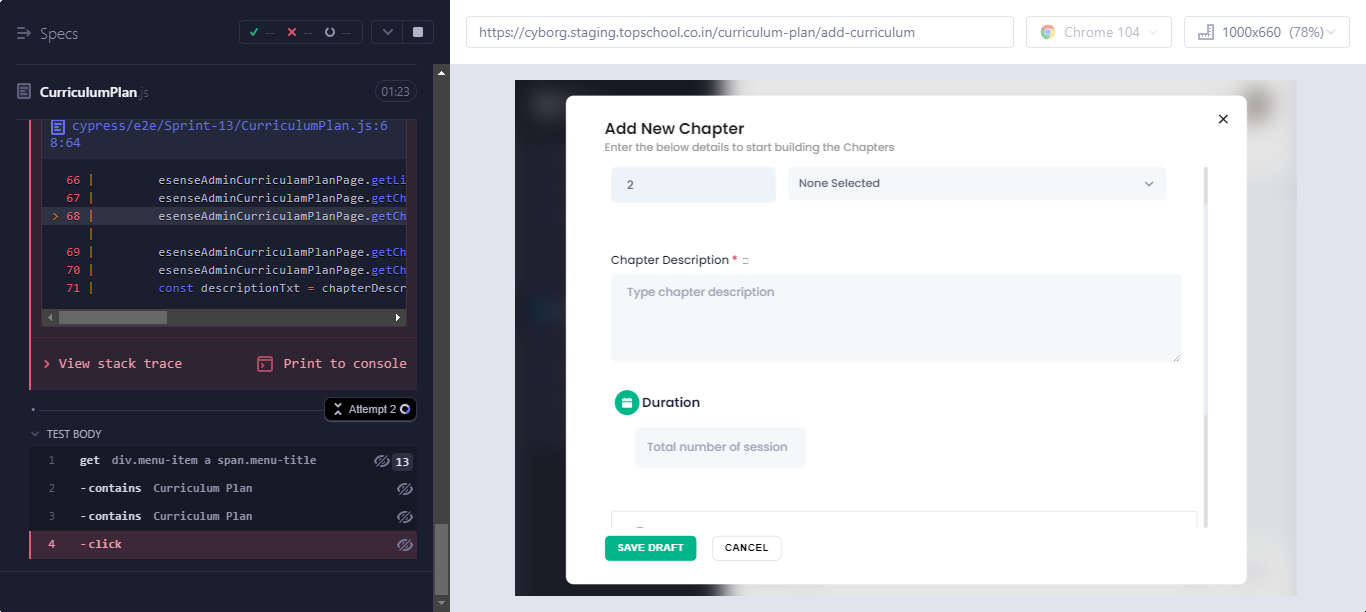 Specs
--
--
--
CurriculumPlan.js
01:23
cypress/e2e/Sprint-13/CurriculumPlan.js:6
8:64
66 | esenseAdminCurriculamPlanPage.getLi
67 | esenseAdminCurriculamPlanPage.getCh
> 68 | esenseAdminCurriculamPlanPage.getCh
|
69 | esenseAdminCurriculamPlanPage.getCh
70 | esenseAdminCurriculamPlanPage.getCh
71 | const descriptionTxt = chapterDescr
View stack trace
Print to console
Attempt 2
TEST BODY
1 get div.menu-item a span.menu-title 13
2 -contains Curriculum Plan
3 -contains Curriculum Plan
4 -click
https://cyborg.staging.topschool.co.in/curriculum-plan/add-curriculum
Chrome 104
1000x660 (78%)
Add New Chapter
Enter the below details to start building the Chapters
2
None Selected
Chapter Description * ::
Type chapter description
Duration
Total number of session
SAVE DRAFT
CANCEL